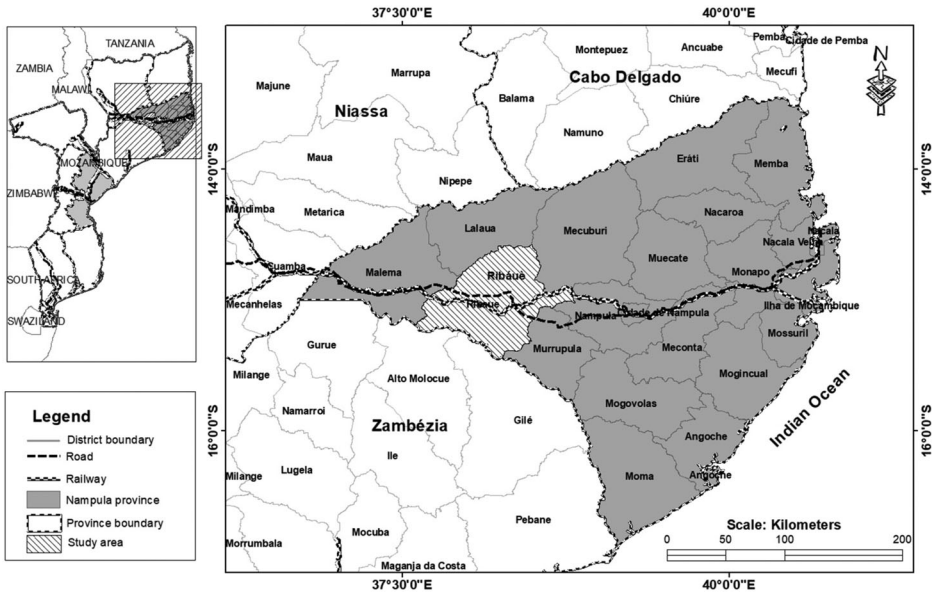 37°30'0"E
40°0'0"E
TANZANIA
ZAMBIA
MALAWI
MOZAMBIQUE
ZIMBABW
SOUTH AFRICA
SWAZILAND
14°0'0"S
16°0'0"S
Montepuez
Ancuabe
Pemba
Cidade de Pemba
Cabo Delgado
Mecufi
Majune
Marrupa
Balama
Chiúre
Niassa
Namuno
Maua
Eráti
Memba
Nipepe
Mandimba
Metarica
Nacaroa
Lalaua
Mecuburi
Nacala
Nacala Velha
Cuamba
Malema
Ribáuè
Muecate
Monapo
Mecanhelas
Ribaue
Nampula
Cidade de Nampula
Ilha de Moçambique
Mossuril
Gurue
Murrupula
Meconta
Milange
Alto Molocue
Mogincual
Namarroi
Mogovolas
Zambézia
Gilé
Indian Ocean
Ile
Angoche
Lugela
Milange
Moma
Angoche
Pebane
Mocuba
Morrumbala
Maganja da Costa
N
Legend
District boundary
Road
Railway
Nampula province
Province boundary
Study area
Scale: Kilometers
0 50 100 200
14°0'0"S
16°0'0"S
37°30'0"E
40°0'0"E